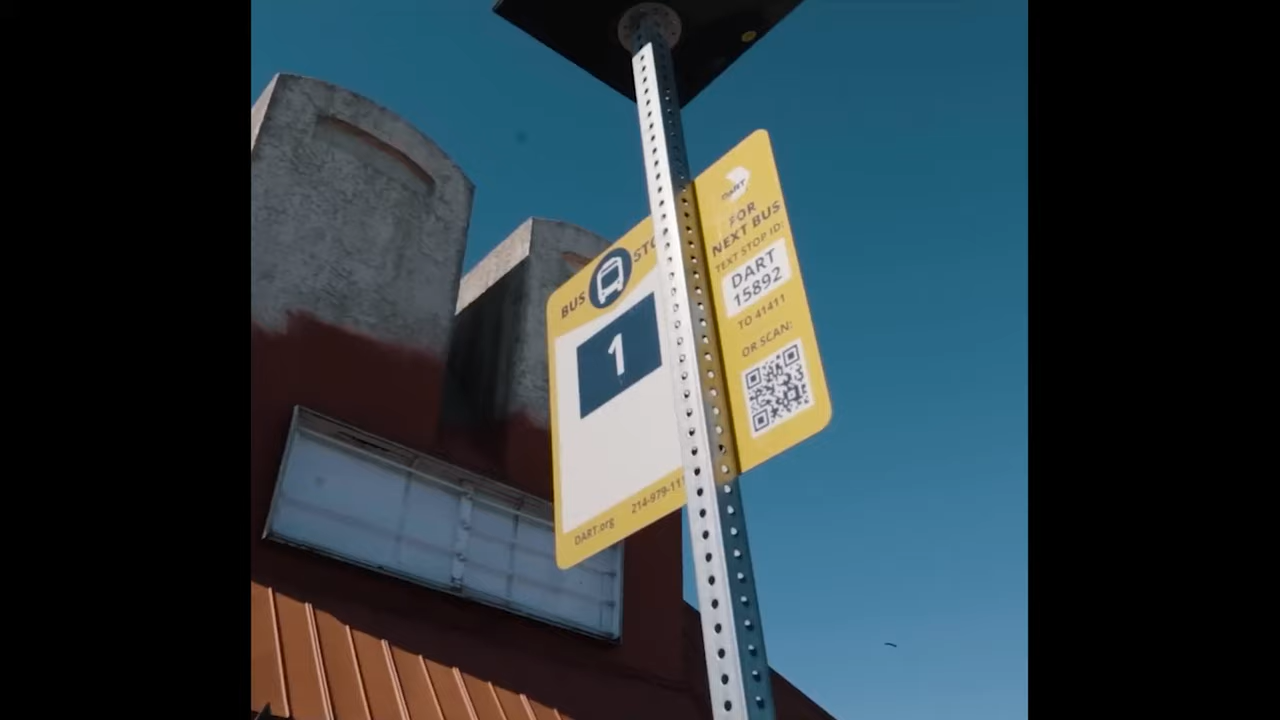 BUS STO
1
DART.org 214-979-111
DART
FOR
NEXT BUS
TEXT STOP ID:
DART
15892
TO 41411
OR SCAN: